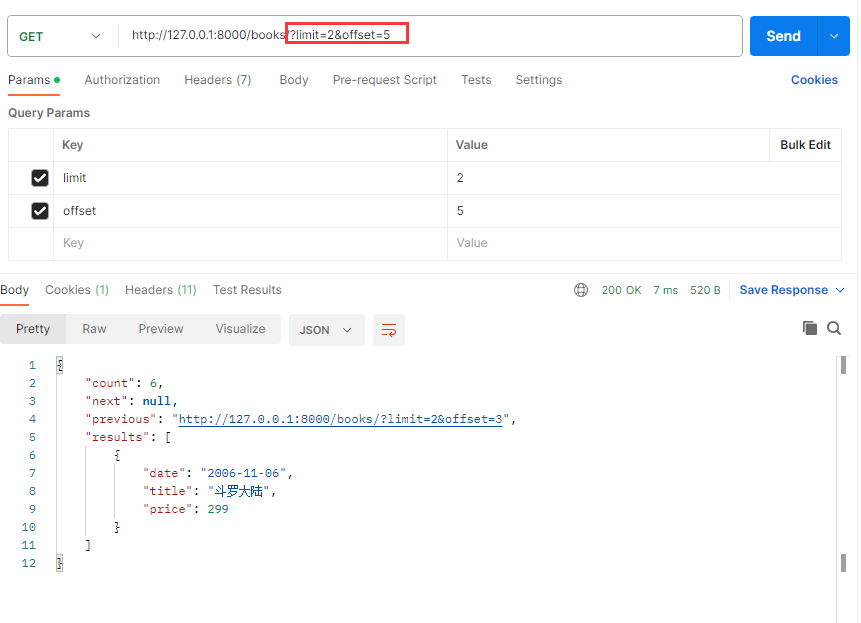 GET http://127.0.0.1:8000/books/?limit=2&offset=5 Send
Params Authorization Headers (7) Body Pre-request Script Tests Settings Cookies
Query Params
Key Value Bulk Edit
limit 2
offset 5
Key Value
Body Cookies (1) Headers (11) Test Results 200 OK 7 ms 520 B Save Response
Pretty Raw Preview Visualize JSON
1 {
2 "count": 6,
3 "next": null,
4 "previous": "http://127.0.0.1:8000/books/?limit=2&offset=3",
5 "results": [
6 {
7 "date": "2006-11-06",
8 "title": "斗罗大陆",
9 "price": 299
10 }
11 ]
12 }